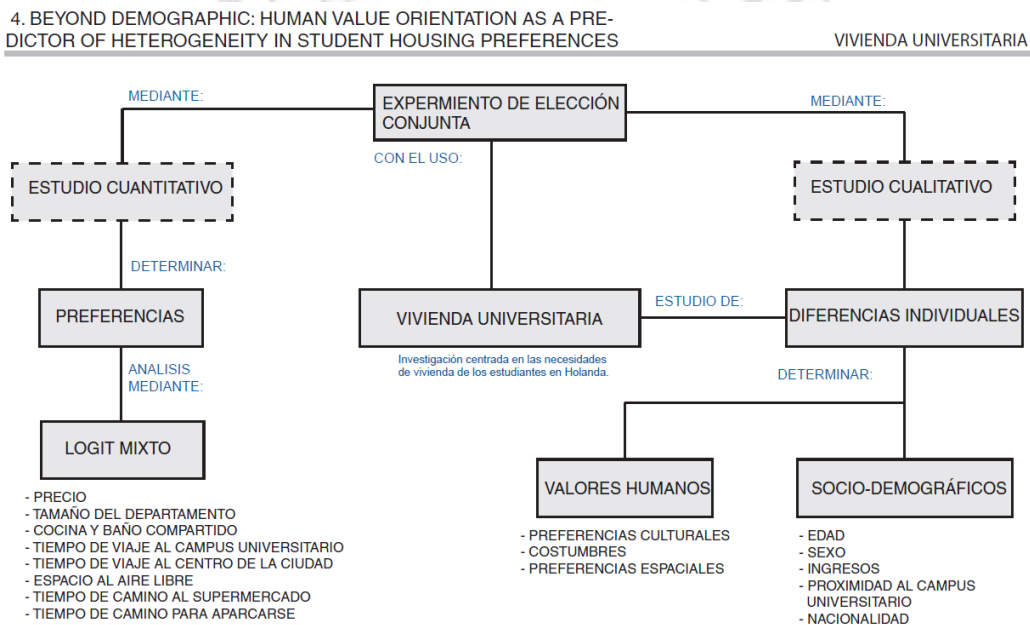 4. BEYOND DEMOGRAPHIC: HUMAN VALUE ORIENTATION AS A PRE-
DICTOR OF HETEROGENEITY IN STUDENT HOUSING PREFERENCES
VIVIENDA UNIVERSITARIA
MEDIANTE:
EXPERMIENTO DE ELECCIÓN
CONJUNTA
MEDIANTE:
CON EL USO:
ESTUDIO CUANTITATIVO
ESTUDIO CUALITATIVO
DETERMINAR:
PREFERENCIAS
VIVIENDA UNIVERSITARIA
ESTUDIO DE:
DIFERENCIAS INDIVIDUALES
Investigación centrada en las necesidades
de vivienda de los estudiantes en Holanda.
ANALISIS
MEDIANTE:
DETERMINAR:
LOGIT MIXTO
- PRECIO
- TAMAÑO DEL DEPARTAMENTO
- COCINA Y BAÑO COMPARTIDO
- TIEMPO DE VIAJE AL CAMPUS UNIVERSITARIO
- TIEMPO DE VIAJE AL CENTRO DE LA CIUDAD
- ESPACIO AL AIRE LIBRE
- TIEMPO DE CAMINO AL SUPERMERCADO
- TIEMPO DE CAMINO PARA APARCARSE
VALORES HUMANOS
- PREFERENCIAS CULTURALES
- COSTUMBRES
- PREFERENCIAS ESPACIALES
SOCIO-DEMOGRÁFICOS
- EDAD
- SEXO
- INGRESOS
- PROXIMIDAD AL CAMPUS
UNIVERSITARIO
- NACIONALIDAD